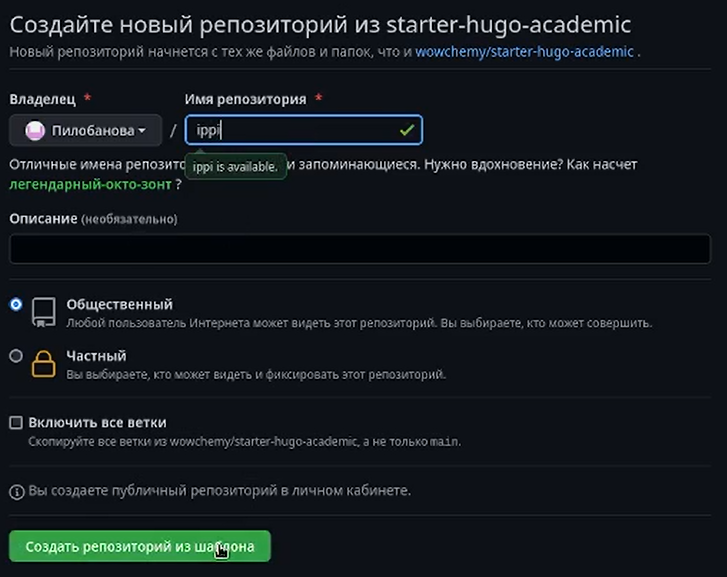 Создайте новый репозиторий из starter-hugo-academic
Новый репозиторий начнется с тех же файлов и папок, что и wowchemy/starter-hugo-academic .
Владелец * Имя репозитория *
Пилобанова / ippi
Отличные имена репозито и запоминающиеся. Нужно вдохновение? Как насчет
ippi is available.
легендарный-окто-зонт ?
Описание (необязательно)
Общественный
Любой пользователь Интернета может видеть этот репозиторий. Вы выбираете, кто может совершить.
Частный
Вы выбираете, кто может видеть и фиксировать этот репозиторий.
Включить все ветки
Скопируйте все ветки из wowchemy/starter-hugo-academic, а не только main.
Вы создаете публичный репозиторий в личном кабинете.
Создать репозиторий из шаблона